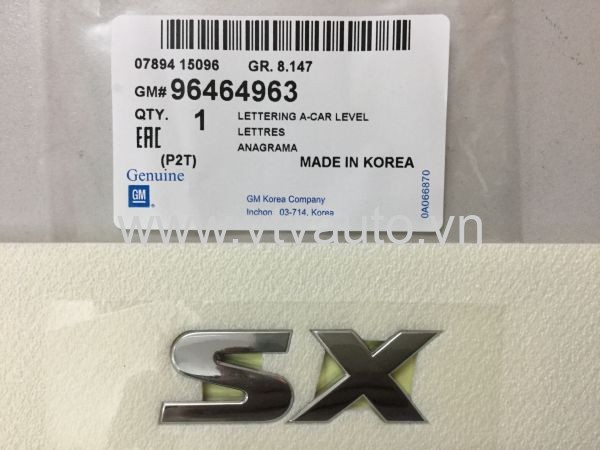 07894 15096 GR. 8.147
GM# 96464963
QTY. 1 LETTERING A-CAR LEVEL
LETTRES
EAC ANAGRAMA
(P2T) MADE IN KOREA
Genuine
GM
GM Korea Company
Inchon 03-714, Korea
0A066870
www.vtvauto.vn
SX